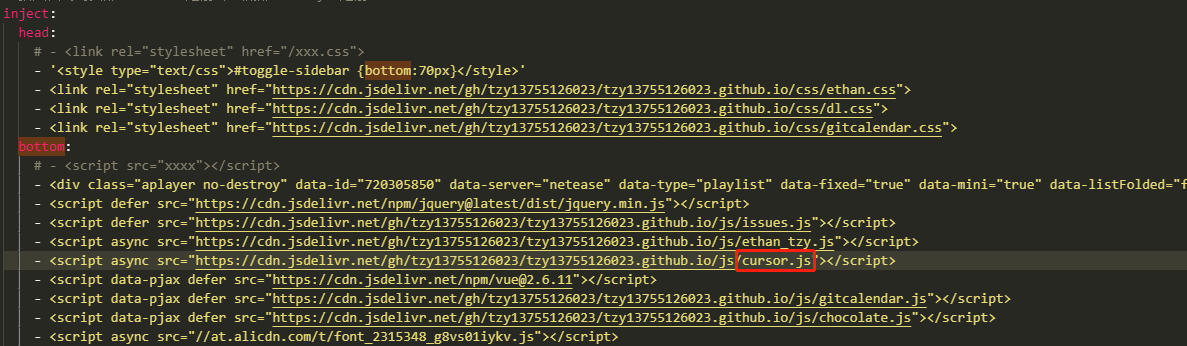 inject:
head:
# - <link rel="stylesheet" href="/xxx.css">
- '<style type="text/css">#toggle-sidebar {bottom:70px}</style>'
- <link rel="stylesheet" href="https://cdn.jsdelivr.net/gh/tzy13755126023/tzy13755126023.github.io/css/ethan.css">
- <link rel="stylesheet" href="https://cdn.jsdelivr.net/gh/tzy13755126023/tzy13755126023.github.io/css/dl.css">
- <link rel="stylesheet" href="https://cdn.jsdelivr.net/gh/tzy13755126023/tzy13755126023.github.io/css/gitcalendar.css">
bottom:
# - <script src="xxxx"></script>
- <div class="aplayer no-destroy" data-id="720305850" data-server="netease" data-type="playlist" data-fixed="true" data-mini="true" data-listFolded="f
- <script defer src="https://cdn.jsdelivr.net/npm/jquery@latest/dist/jquery.min.js"></script>
- <script defer src="https://cdn.jsdelivr.net/gh/tzy13755126023/tzy13755126023.github.io/js/issues.js"></script>
- <script async src="https://cdn.jsdelivr.net/gh/tzy13755126023/tzy13755126023.github.io/js/ethan_tzy.js"></script>
- <script async src="https://cdn.jsdelivr.net/gh/tzy13755126023/tzy13755126023.github.io/js/cursor.js"></script>
- <script data-pjax defer src="https://cdn.jsdelivr.net/npm/vue@2.6.11"></script>
- <script data-pjax defer src="https://cdn.jsdelivr.net/gh/tzy13755126023/tzy13755126023.github.io/js/gitcalendar.js"></script>
- <script data-pjax defer src="https://cdn.jsdelivr.net/gh/tzy13755126023/tzy13755126023.github.io/js/chocolate.js"></script>
- <script async src="//at.alicdn.com/t/font_2315348_g8vs01iykv.js"></script>